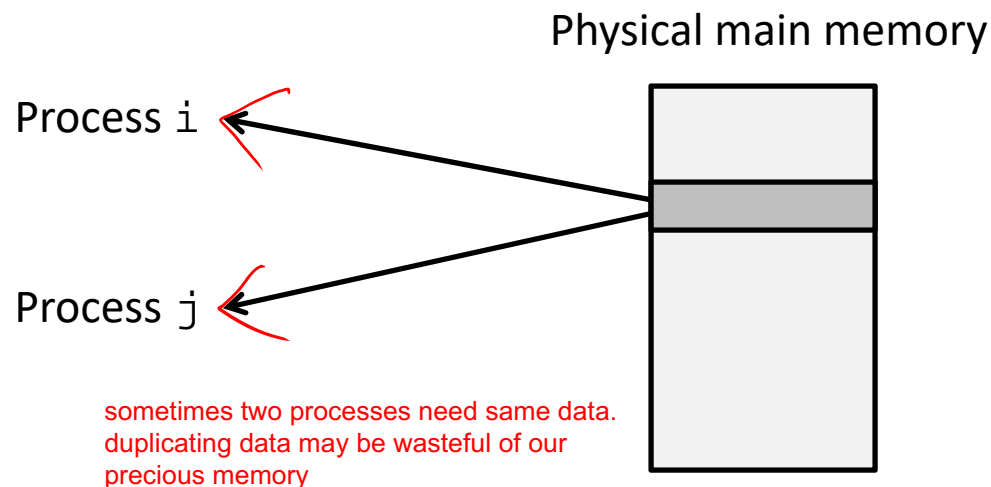 Physical main memory
Process i
Process j
sometimes two processes need same data.
duplicating data may be wasteful of our
precious memory